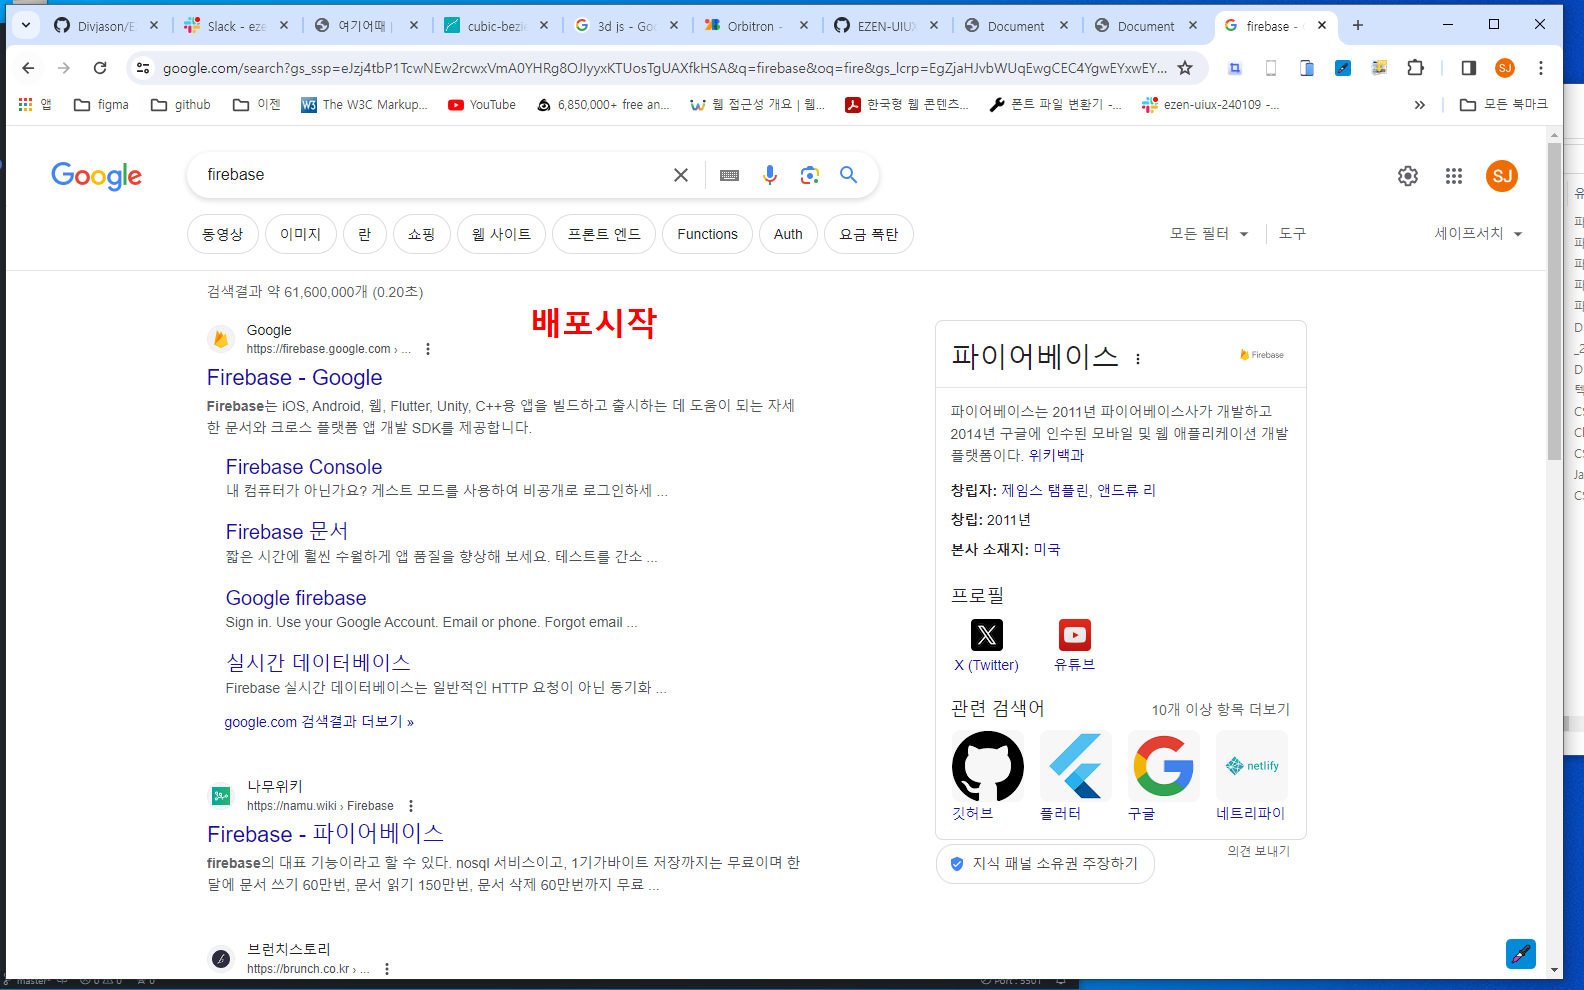 Divjason/E
Slack - eze
여기어때 |
cubic-bezi
3d js - Goo
Orbitron -
EZEN-UIUX
Document
Document
firebase -
google.com/search?gs_ssp=eJzj4tbP1TcwNEw2rcwxVmA0YHRg8OJIyyxKTUosTgUAXfkHSA&q=firebase&oq=fire&gs_lcrp=EgZjaHJvbWUqEwgCEC4YgwEYxwEY...
SJ
앱
figma
github
이젠
The W3C Markup...
YouTube
6,850,000+ free an...
웹 접근성 개요 | 웹...
한국형 웹 콘텐츠...
폰트 파일 변환기 -...
ezen-uiux-240109 -...
»
모든 북마크
Google
firebase
SJ
동영상
이미지
란
쇼핑
웹 사이트
프론트 엔드
Functions
Auth
요금 폭탄
모든 필터
도구
세이프서치
검색결과 약 61,600,000개 (0.20초)
배포시작
Google
https://firebase.google.com › ...
Firebase - Google
Firebase는 iOS, Android, 웹, Flutter, Unity, C++용 앱을 빌드하고 출시하는 데 도움이 되는 자세
한 문서와 크로스 플랫폼 앱 개발 SDK를 제공합니다.
Firebase Console
내 컴퓨터가 아닌가요? 게스트 모드를 사용하여 비공개로 로그인하세 ...
Firebase 문서
짧은 시간에 훨씬 수월하게 앱 품질을 향상해 보세요. 테스트를 간소 ...
Google firebase
Sign in. Use your Google Account. Email or phone. Forgot email ...
실시간 데이터베이스
Firebase 실시간 데이터베이스는 일반적인 HTTP 요청이 아닌 동기화 ...
google.com 검색결과 더보기 »
나무위키
https://namu.wiki › Firebase
Firebase - 파이어베이스
firebase의 대표 기능이라고 할 수 있다. nosql 서비스이고, 1기가바이트 저장까지는 무료이며 한
달에 문서 쓰기 60만번, 문서 읽기 150만번, 문서 삭제 60만번까지 무료 ...
브런치스토리
https://brunch.co.kr › ...
파이어베이스
Firebase
파이어베이스는 2011년 파이어베이스사가 개발하고
2014년 구글에 인수된 모바일 및 웹 애플리케이션 개발
플랫폼이다. 위키백과
창립자: 제임스 탬플린, 앤드류 리
창립: 2011년
본사 소재지: 미국
프로필
X (Twitter)
유튜브
관련 검색어
10개 이상 항목 더보기
netlify
깃허브
플러터
구글
네트리파이
의견 보내기
지식 패널 소유권 주장하기
master*
Port : 5501